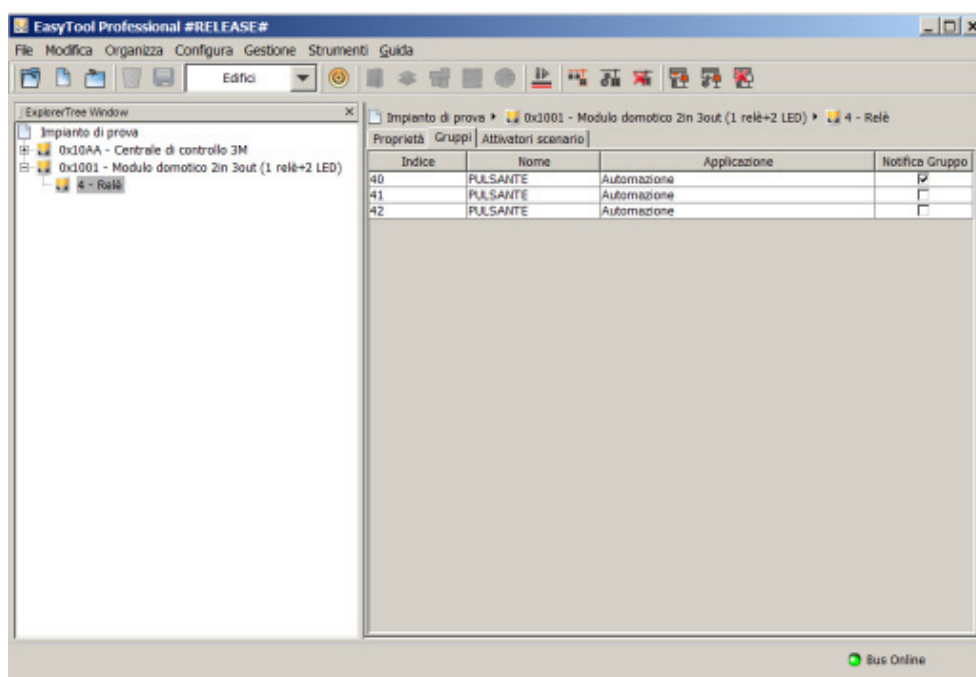 EasyTool Professional #RELEASE#
File Modifica Organizza Configura Gestione Strumenti Guida
Edifici
ExplorerTree Window
Impianto di prova
0x10AA - Centrale di controllo 3M
0x1001 - Modulo domotico 2in 3out (1 relè+2 LED)
4 - Relè
Impianto di prova 0x1001 - Modulo domotico 2in 3out (1 relè+2 LED) 4 - Relè
Proprietà Gruppi Attivatori scenario
Indice Nome Applicazione Notifica Gruppo
40 PULSANTE Automazione
41 PULSANTE Automazione
42 PULSANTE Automazione
Bus Online